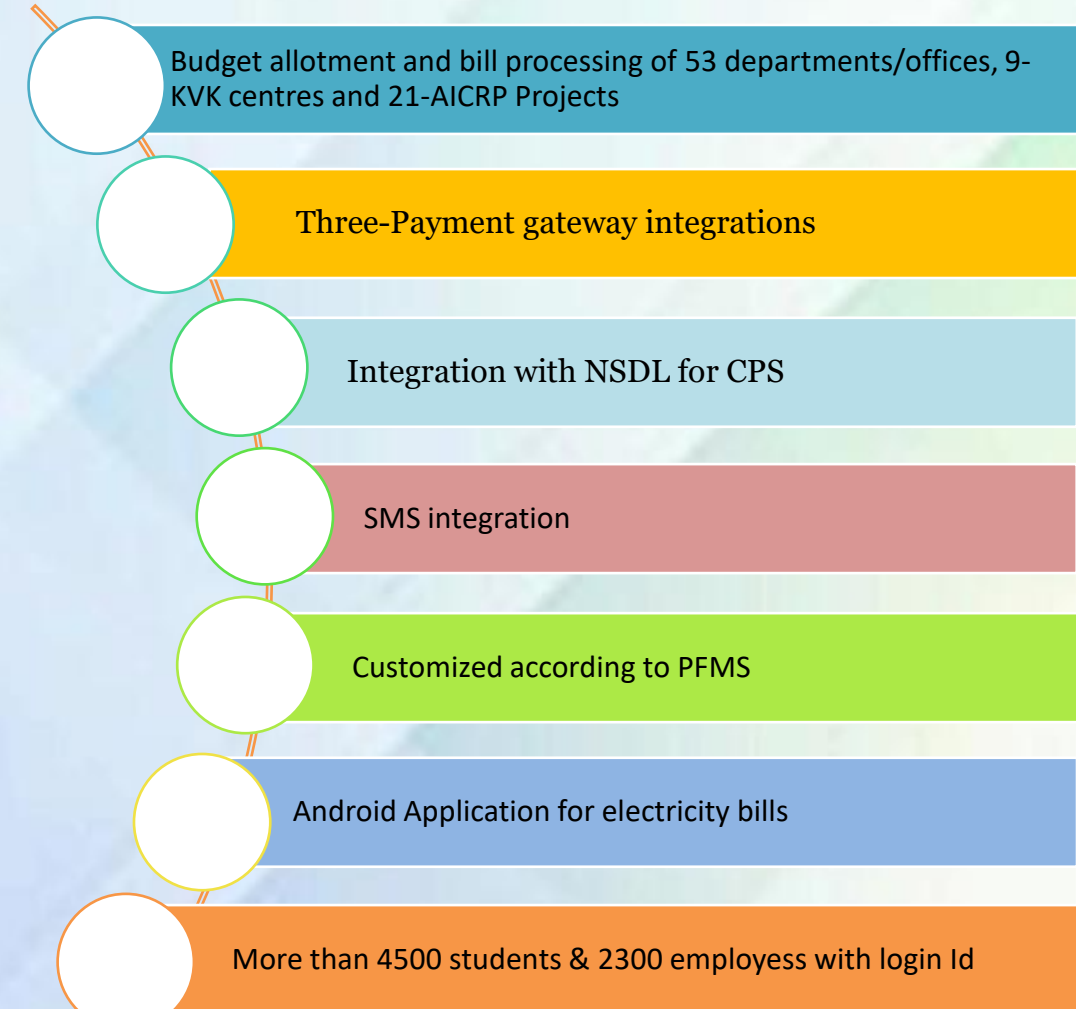 Budget allotment and bill processing of 53 departments/offices, 9-
KVK centres and 21-AICRP Projects
Three-Payment gateway integrations
Integration with NSDL for CPS
SMS integration
Customized according to PFMS
Android Application for electricity bills
More than 4500 students & 2300 employess with login Id